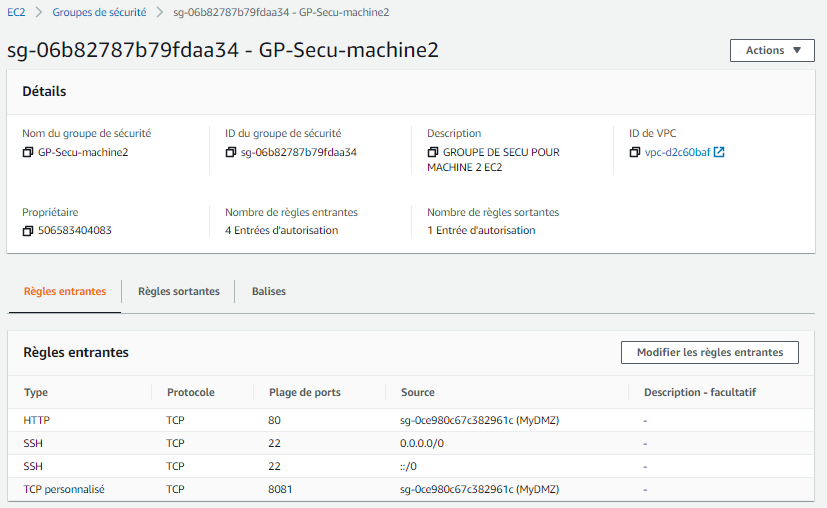 EC2 > Groupes de sécurité > sg-06b82787b79fdaa34 - GP-Secu-machine2
sg-06b82787b79fdaa34 - GP-Secu-machine2
Actions ▼
Détails
Nom du groupe de sécurité
GP-Secu-machine2
ID du groupe de sécurité
sg-06b82787b79fdaa34
Description
GROUPE DE SECU POUR
MACHINE 2 EC2
ID de VPC
vpc-d2c60baf
Propriétaire
506583404083
Nombre de règles entrantes
4 Entrées d'autorisation
Nombre de règles sortantes
1 Entrée d'autorisation
Règles entrantes Règles sortantes Balises
Règles entrantes
Modifier les règles entrantes
Type Protocole Plage de ports Source Description - facultatif
HTTP TCP 80 sg-0ce980c67c382961c (MyDMZ) -
SSH TCP 22 0.0.0.0/0 -
SSH TCP 22 ::/0 -
TCP personnalisé TCP 8081 sg-0ce980c67c382961c (MyDMZ) -